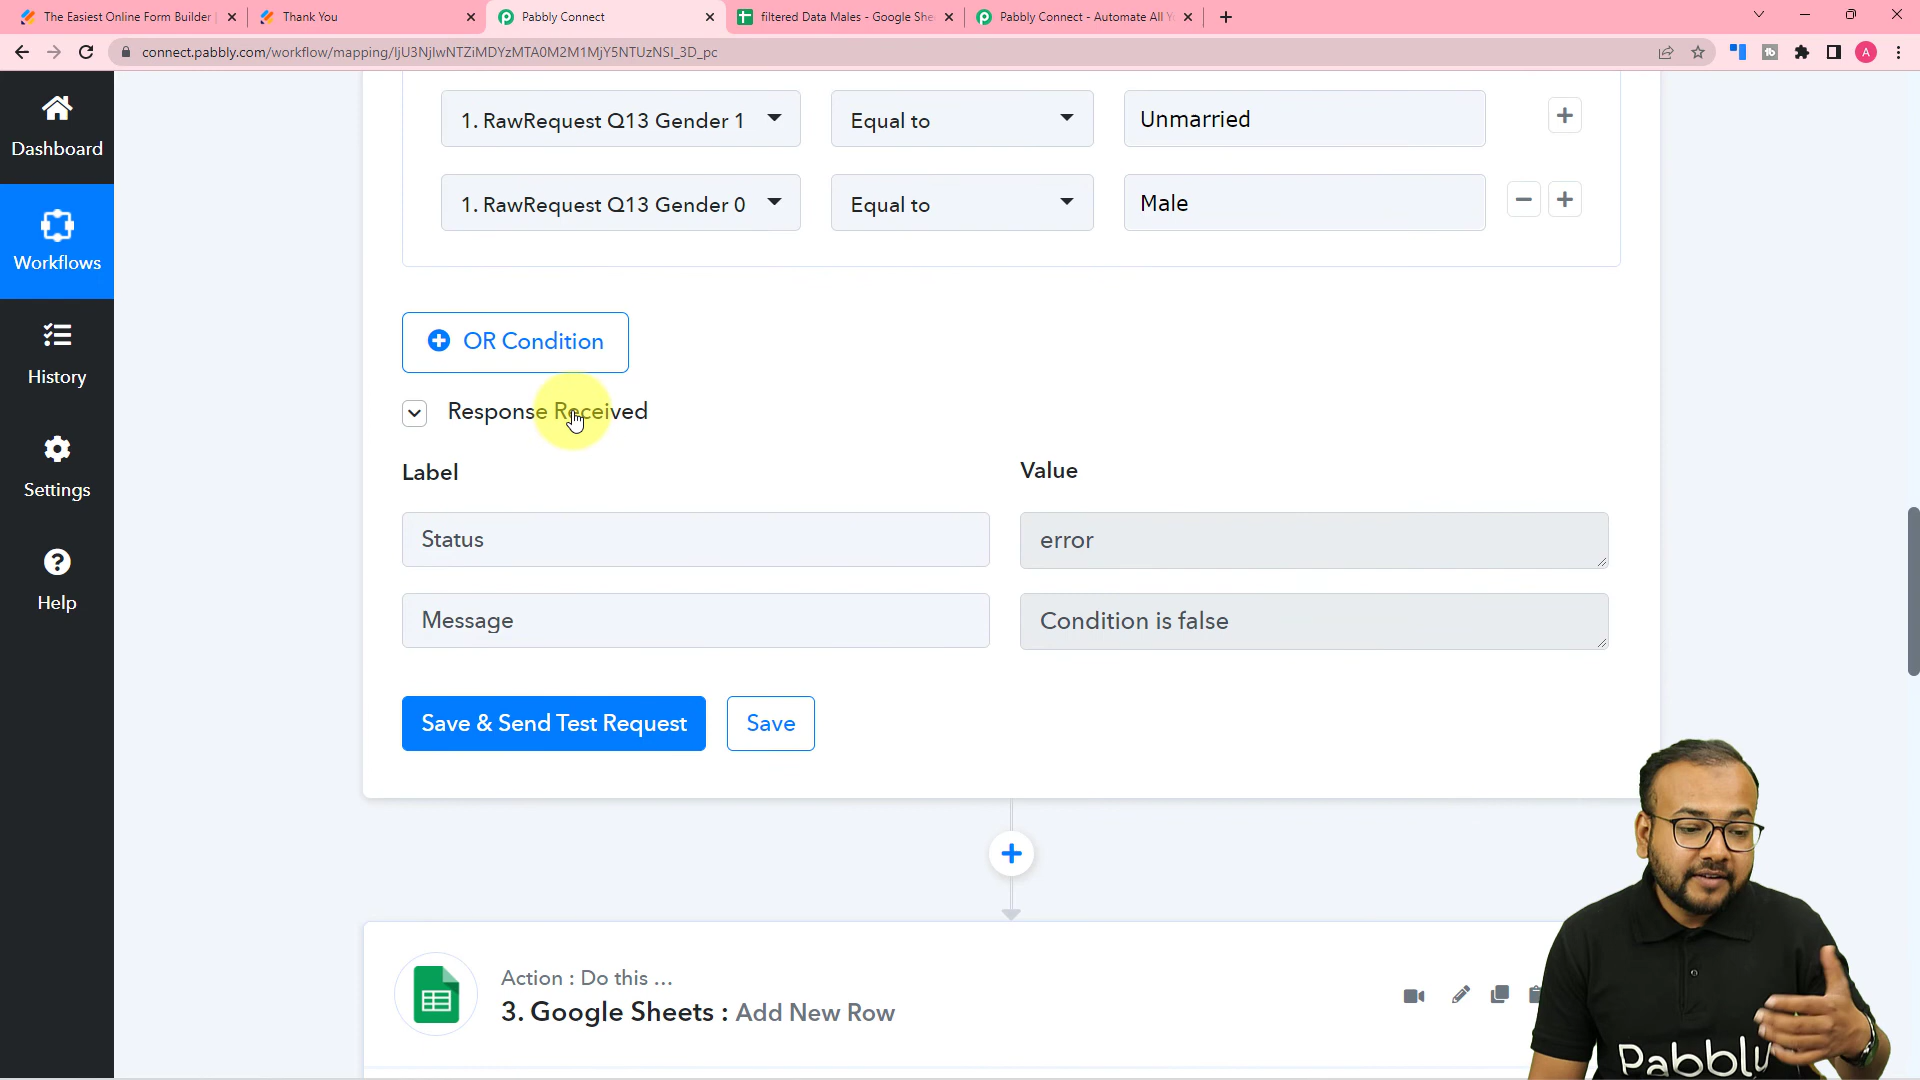 The Easiest Online Form Builder
Thank You
Pabbly Connect
filtered Data Males - Google She
Pabbly Connect - Automate All Y
connect.pabbly.com/workflow/mapping/IjU3NjIwNTZiMDYzMTA0M2M1MjY5NTUzNSI_3D_pc
A
Dashboard
Workflows
History
Settings
Help
1. RawRequest Q13 Gender 1
Equal to
Unmarried
1. RawRequest Q13 Gender 0
Equal to
Male
OR Condition
Response Received
Label
Value
Status
error
Message
Condition is false
Save & Send Test Request
Save
Action : Do this ...
3. Google Sheets : Add New Row
Pabbly